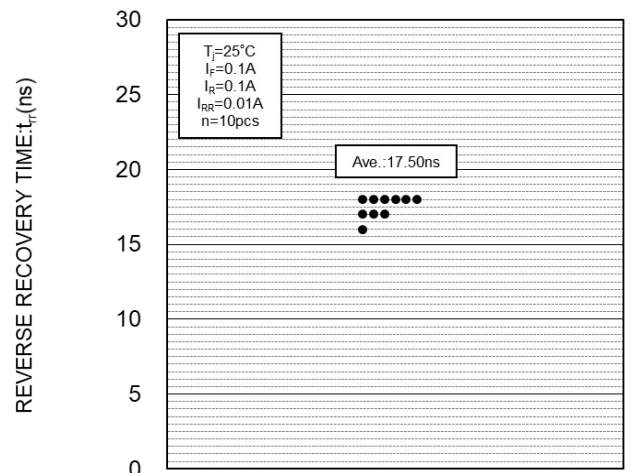 REVERSE RECOVERY TIME:trr(ns)
30
25
20
15
10
5
0
Tj=25°C
IF=0.1A
IR=0.1A
IRR=0.01A
n=10pcs
Ave.:17.50ns